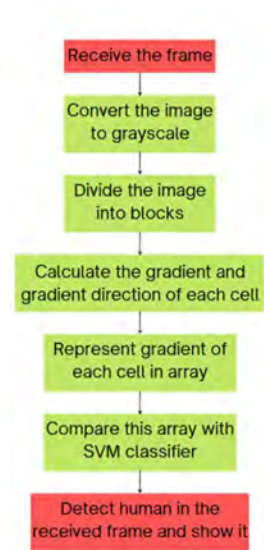 Receive the frame
Convert the image
to grayscale
Divide the image
into blocks
Calculate the gradient and
gradient direction of each cell
Represent gradient of
each cell in array
Compare this array with
SVM classifier
Detect human in the
received frame and show it